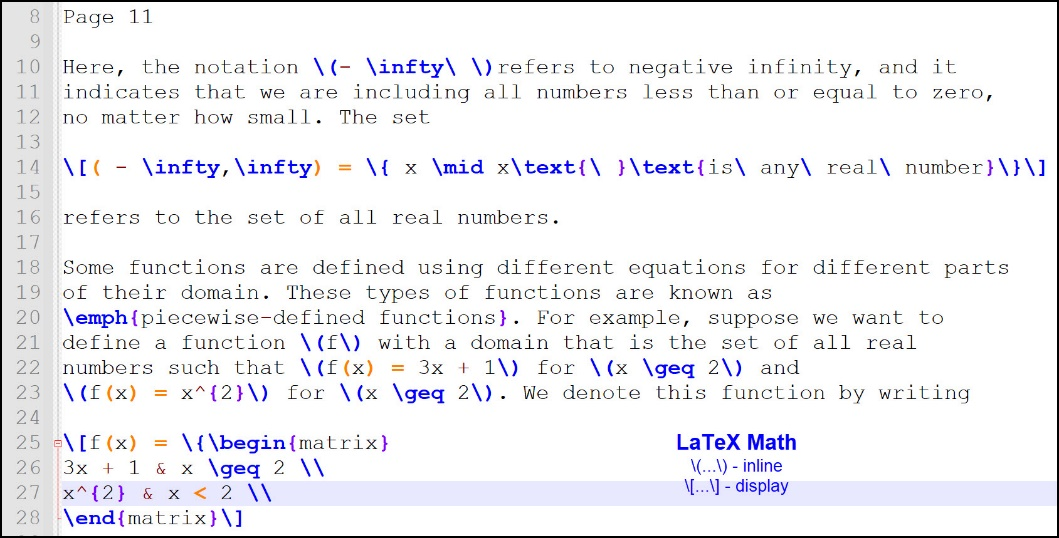 8 Page 11
9
10 Here, the notation \(- \infty\ \)refers to negative infinity, and it
11 indicates that we are including all numbers less than or equal to zero,
12 no matter how small. The set
13
14 \[( - \infty,\infty) = \{ x \mid x\text{\ }\text{is\ any\ real\ number}\}\]
15
16 refers to the set of all real numbers.
17
18 Some functions are defined using different equations for different parts
19 of their domain. These types of functions are known as
20 \emph{piecewise-defined functions}. For example, suppose we want to
21 define a function \(f\) with a domain that is the set of all real
22 numbers such that \(f(x) = 3x + 1\) for \(x \geq 2\) and
23 \(f(x) = x^{2}\) for \(x \geq 2\). We denote this function by writing
24
25 \[f(x) = \{\begin{matrix}
26 3x + 1 & x \geq 2 \\
27 x^{2} & x < 2 \\
28 \end{matrix}\]
LaTeX Math
\(...\) - inline
\[...\] - display